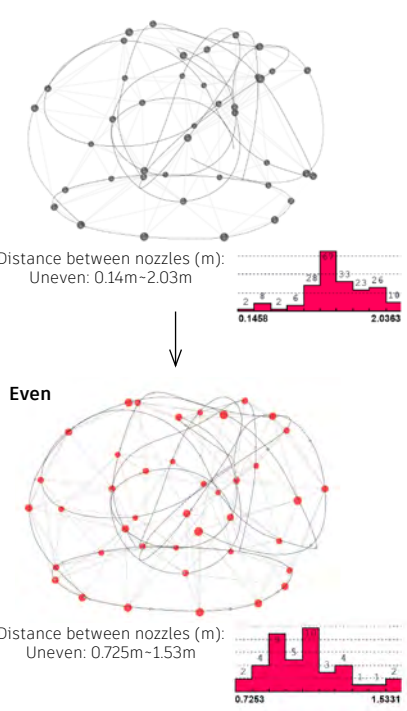 Distance between nozzles (m):
Uneven: 0.14m~2.03m
2 8 2 6 28 33 23 26 10
0.1458 2.0363
Even
Distance between nozzles (m):
Uneven: 0.725m~1.53m
2 4 5 3 4 1 1 2
0.7253 1.5331